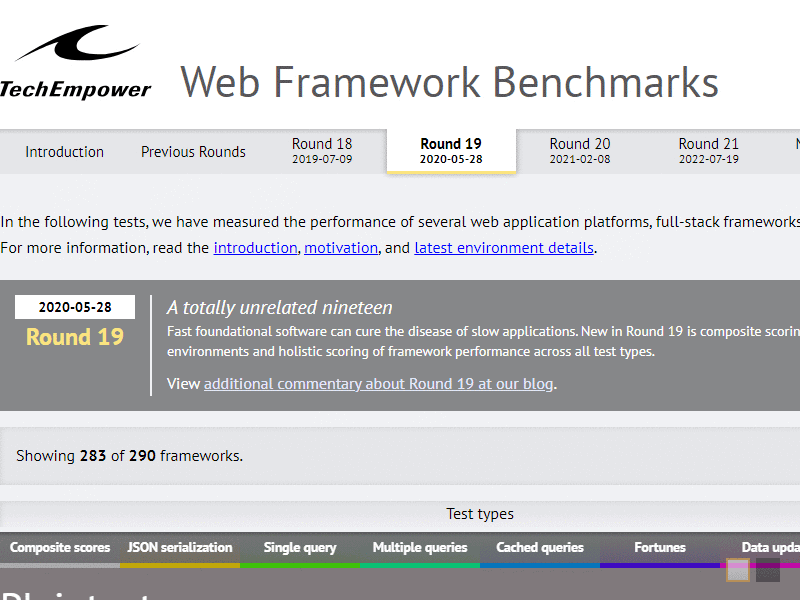 TechEmpower
Web Framework Benchmarks
Introduction
Previous Rounds
Round 18
2019-07-09
Round 19
2020-05-28
Round 20
2021-02-08
Round 21
2022-07-19
In the following tests, we have measured the performance of several web application platforms, full-stack frameworks
For more information, read the introduction, motivation, and latest environment details.
2020-05-28
Round 19
A totally unrelated nineteen
Fast foundational software can cure the disease of slow applications. New in Round 19 is composite scorin
environments and holistic scoring of framework performance across all test types.
View additional commentary about Round 19 at our blog.
Showing 283 of 290 frameworks.
Test types
Composite scores
JSON serialization
Single query
Multiple queries
Cached queries
Fortunes
Data upda